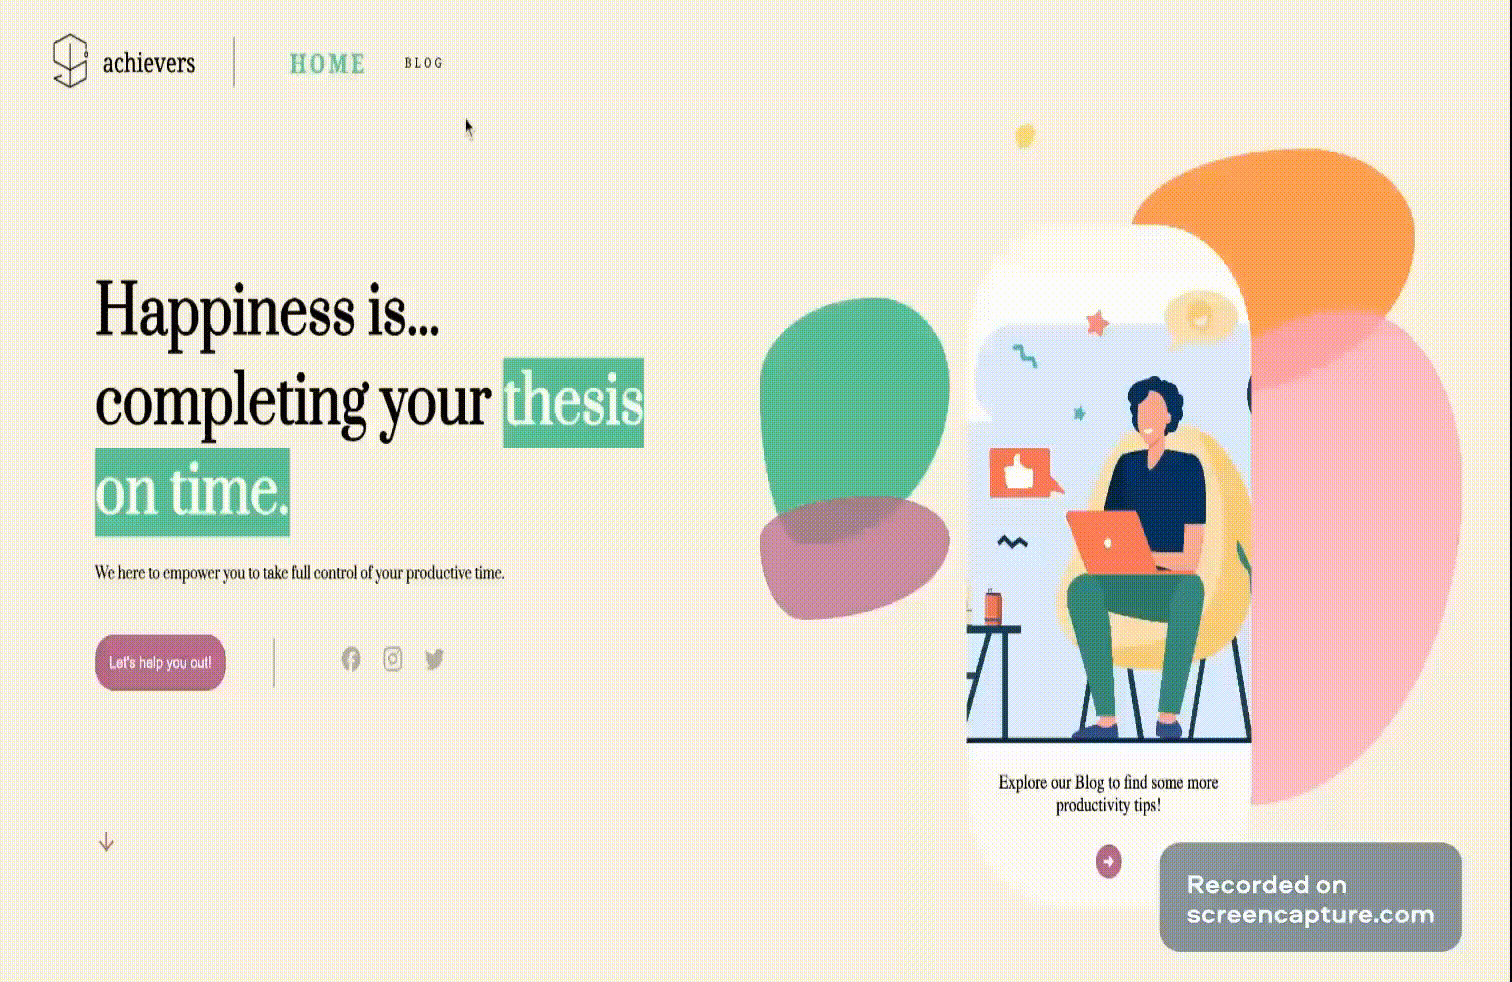 achievers
HOME
BLOG
Happiness is...
completing your thesis
on time.
We here to empower you to take full control of your productive time.
Let's help you out!
Explore our Blog to find some more
productivity tips!
Recorded on
screencapture.com